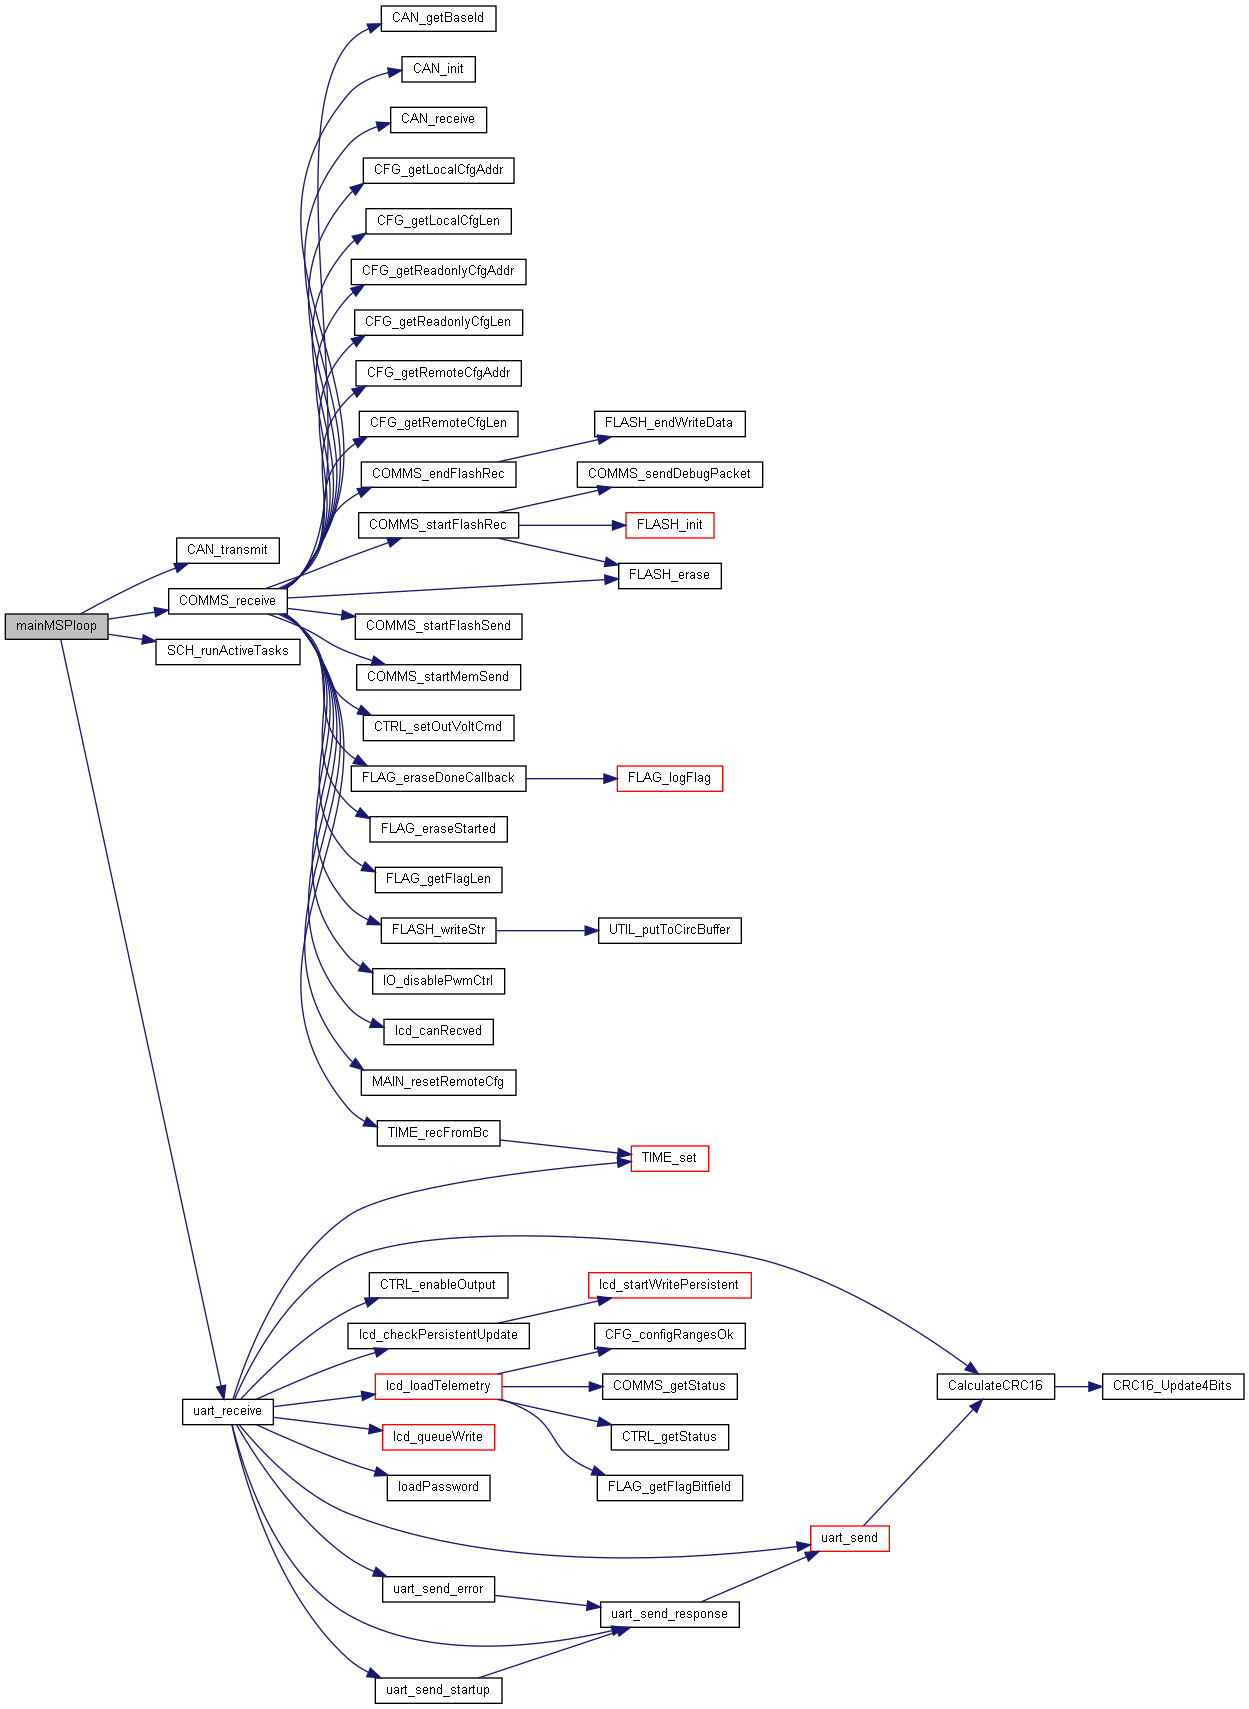 CAN_getBaseId
CAN_init
CAN_receive
CFG_getLocalCfgAddr
CFG_getLocalCfgLen
CFG_getReadonlyCfgAddr
CFG_getReadonlyCfgLen
CFG_getRemoteCfgAddr
CFG_getRemoteCfgLen
FLASH_endWriteData
COMMS_endFlashRec
COMMS_sendDebugPacket
COMMS_startFlashRec
FLASH_init
CAN_transmit
FLASH_erase
COMMS_receive
mainMSPloop
COMMS_startFlashSend
SCH_runActiveTasks
COMMS_startMemSend
CTRL_setOutVoltCmd
FLAG_eraseDoneCallback
FLAG_logFlag
FLAG_eraseStarted
FLAG_getFlagLen
FLASH_writeStr
UTIL_putToCircBuffer
IO_disablePwmCtrl
lcd_canRecved
MAIN_resetRemoteCfg
TIME_recFromBc
TIME_set
CTRL_enableOutput
lcd_startWritePersistent
lcd_checkPersistentUpdate
CFG_configRangesOk
lcd_loadTelemetry
COMMS_getStatus
CalculateCRC16
CRC16_Update4Bits
uart_receive
lcd_queueWrite
CTRL_getStatus
loadPassword
FLAG_getFlagBitfield
uart_send
uart_send_error
uart_send_response
uart_send_startup